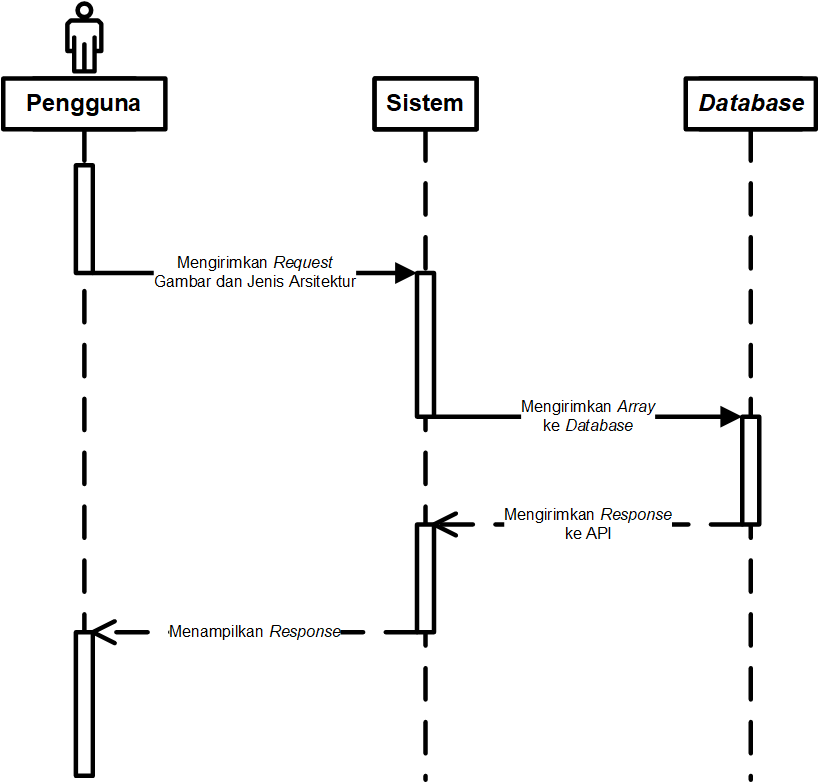 Pengguna
Sistem
Database
Mengirimkan Request
Gambar dan Jenis Arsitektur
Mengirimkan Array
ke Database
Mengirimkan Response
ke API
Menampilkan Response